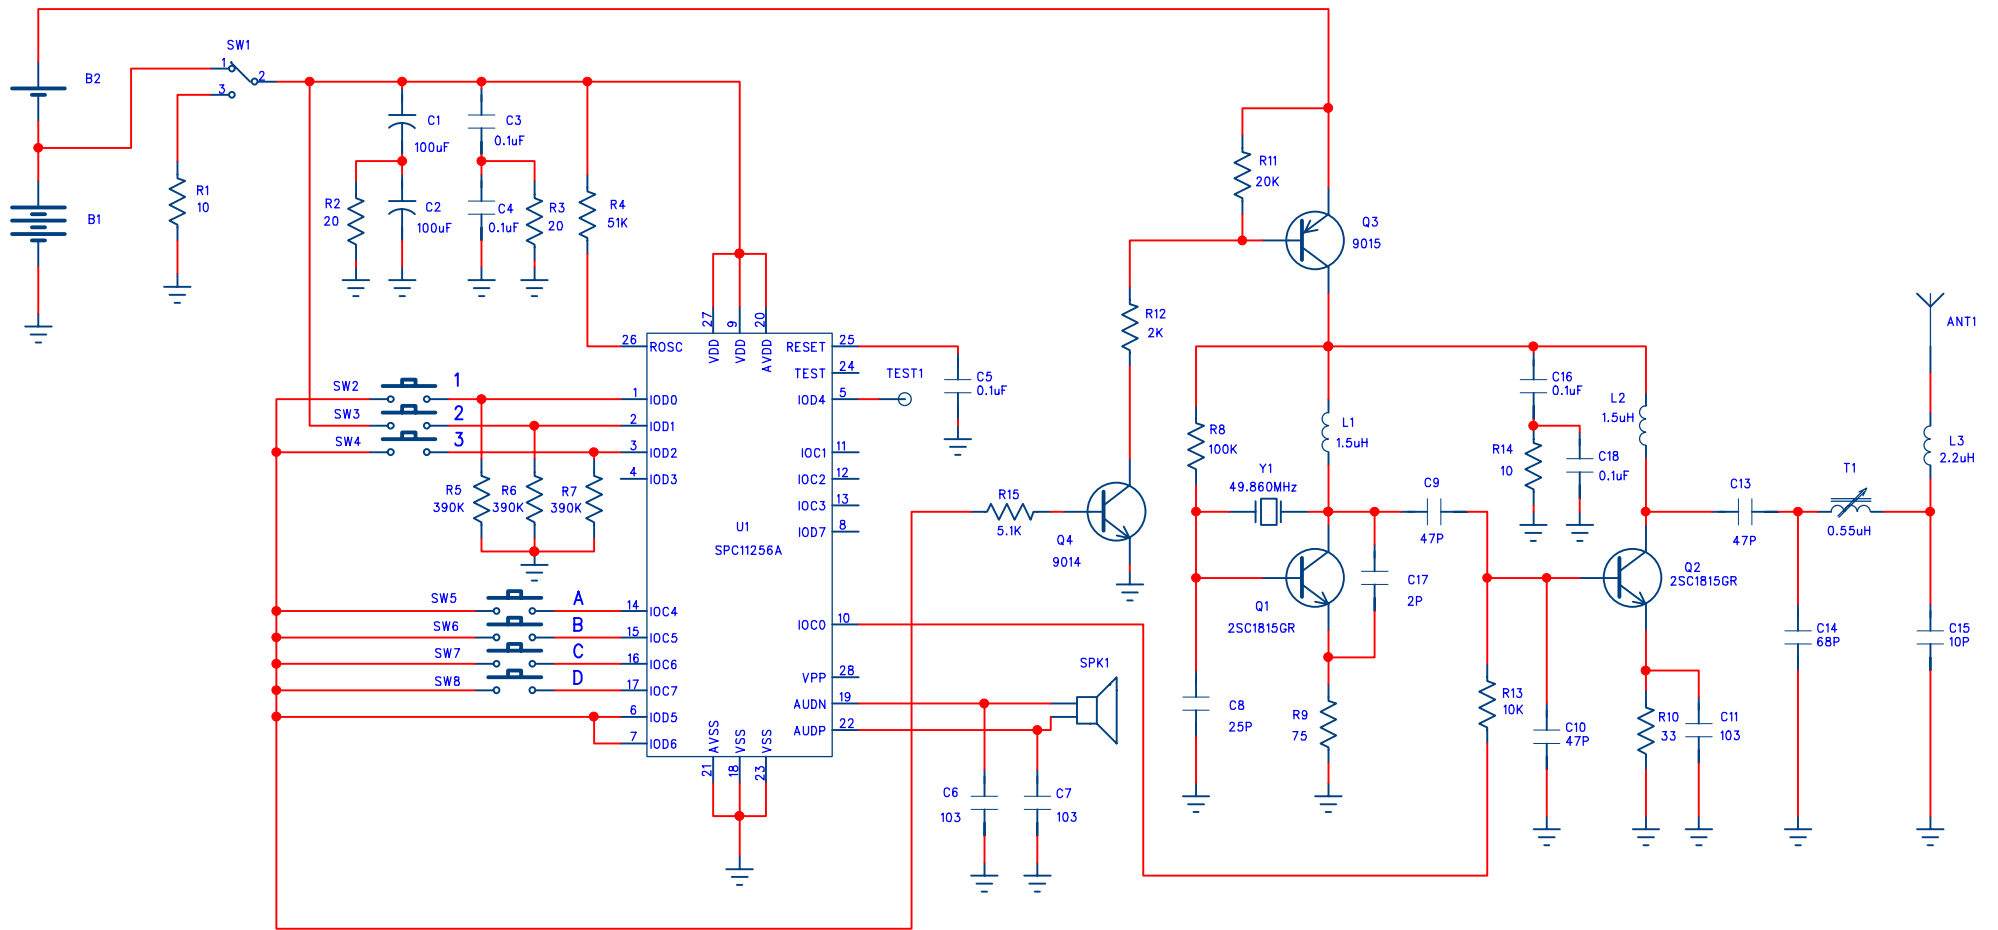 SW1
1
2
3
B2
B1
R1
10
C1
100uF
C3
0.1uF
R2
20
C2
100uF
C4
0.1uF
R3
20
R4
51K
R11
20K
Q3
9015
R12
2K
ANT1
27
9
20
VDD
VDD
AVDD
26
ROSC
RESET
25
TEST
24
TEST1
IOD4
5
C5
0.1uF
SW2
1
SW3
2
SW4
3
1
IOD0
2
IOD1
3
IOD2
4
IOD3
IOC1
11
IOC2
12
IOC3
13
IOD7
8
R5
390K
R6
390K
R7
390K
U1
SPC11256A
R15
5.1K
Q4
9014
R8
100K
L1
1.5uH
Y1
49.860MHz
C9
47P
C16
0.1uF
L2
1.5uH
R14
10
C18
0.1uF
C13
47P
T1
0.55uH
L3
2.2uH
SW5
A
14
IOC4
SW6
B
15
IOC5
SW7
C
16
IOC6
SW8
D
17
IOC7
6
IOD5
7
IOD6
IOC0
10
VPP
28
AUDN
19
AUDP
22
AVSS
VSS
VSS
21
18
23
SPK1
C6
103
C7
103
Q1
2SC1815GR
C17
2P
Q2
2SC1815GR
C8
25P
R9
75
R13
10K
C10
47P
R10
33
C11
103
C14
68P
C15
10P